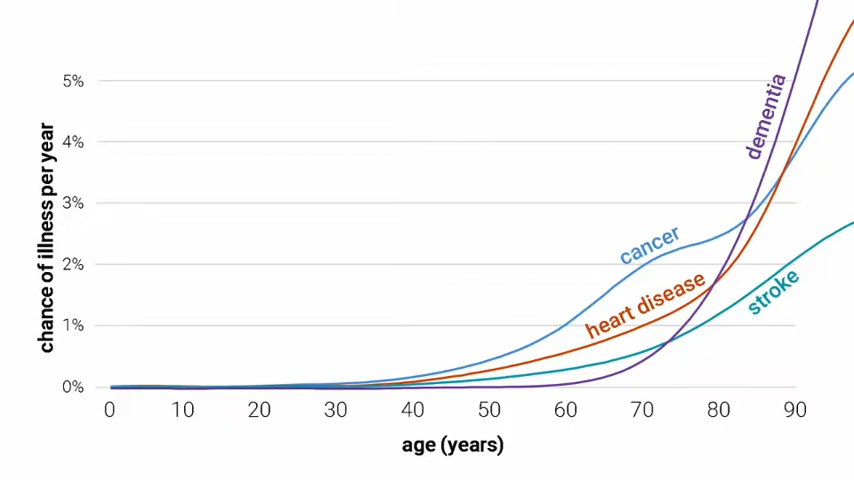 5%
4%
3%
2%
1%
0%
chance of illness per year
dementia
cancer
heart disease
stroke
0 10 20 30 40 50 60 70 80 90
age (years)